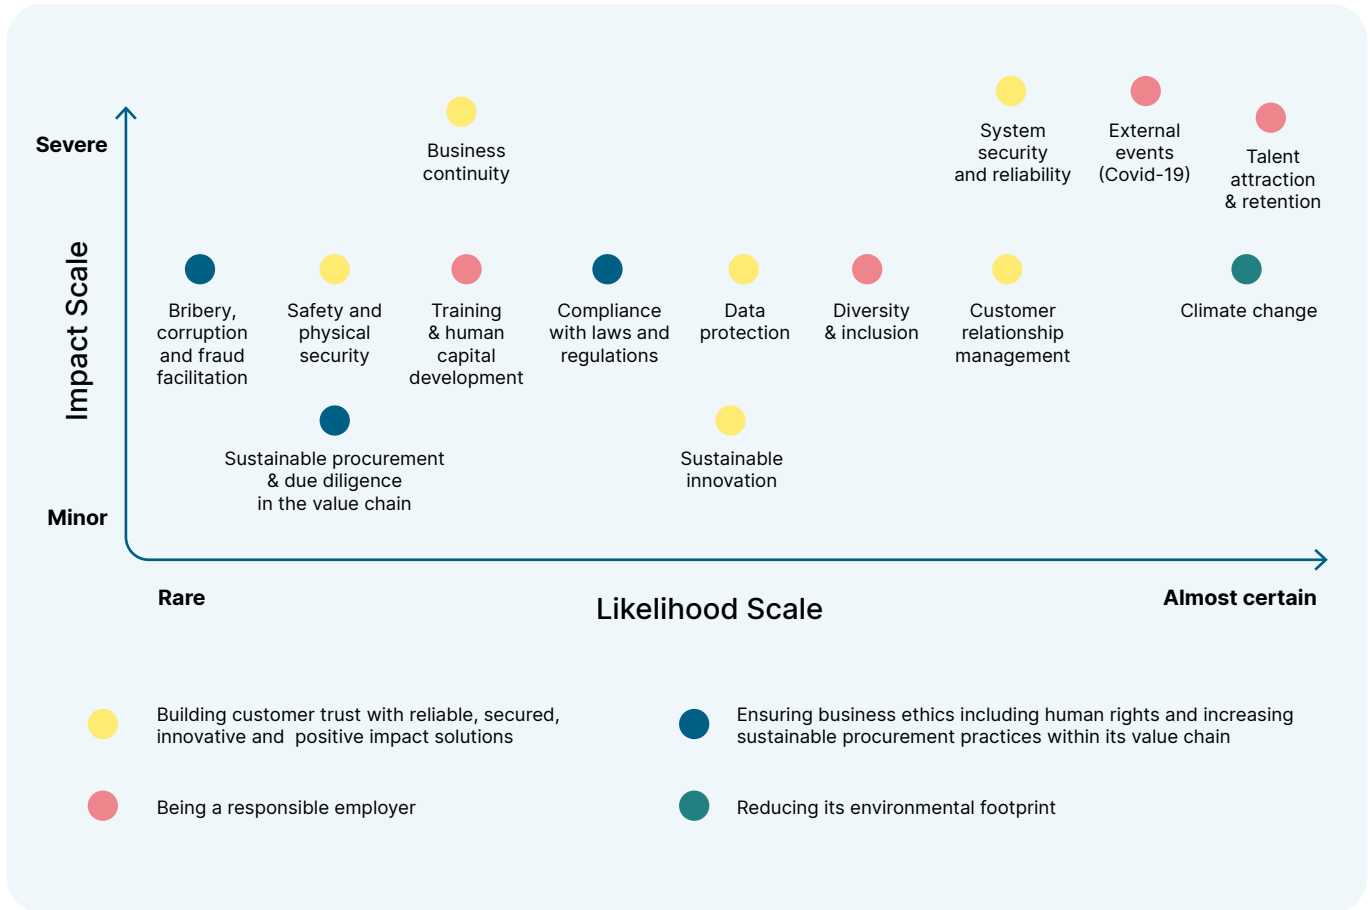 Severe
Business
continuity
System
security
and reliability
External
events
(Covid-19)
Talent
attraction
& retention
Impact Scale
Bribery,
corruption
and fraud
facilitation
Safety and
physical
security
Training
& human
capital
development
Compliance
with laws and
regulations
Data
protection
Diversity
& inclusion
Customer
relationship
management
Climate change
Sustainable procurement
& due diligence
in the value chain
Sustainable
innovation
Minor
Rare
Likelihood Scale
Almost certain
Building customer trust with reliable, secured,
innovative and  positive impact solutions
Ensuring business ethics including human rights and increasing
sustainable procurement practices within its value chain
Being a responsible employer
Reducing its environmental footprint